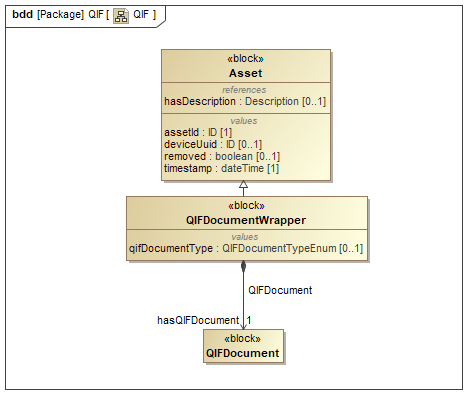 bdd [Package] QIF [ QIF ]
«block»
Asset
references
hasDescription : Description [0..1]
values
assetId : ID [1]
deviceUuid : ID [0..1]
removed : boolean [0..1]
timestamp : dateTime [1]
«block»
QIFDocumentWrapper
values
qifDocumentType : QIFDocumentTypeEnum [0..1]
QIFDocument
hasQIFDocument 1
«block»
QIFDocument